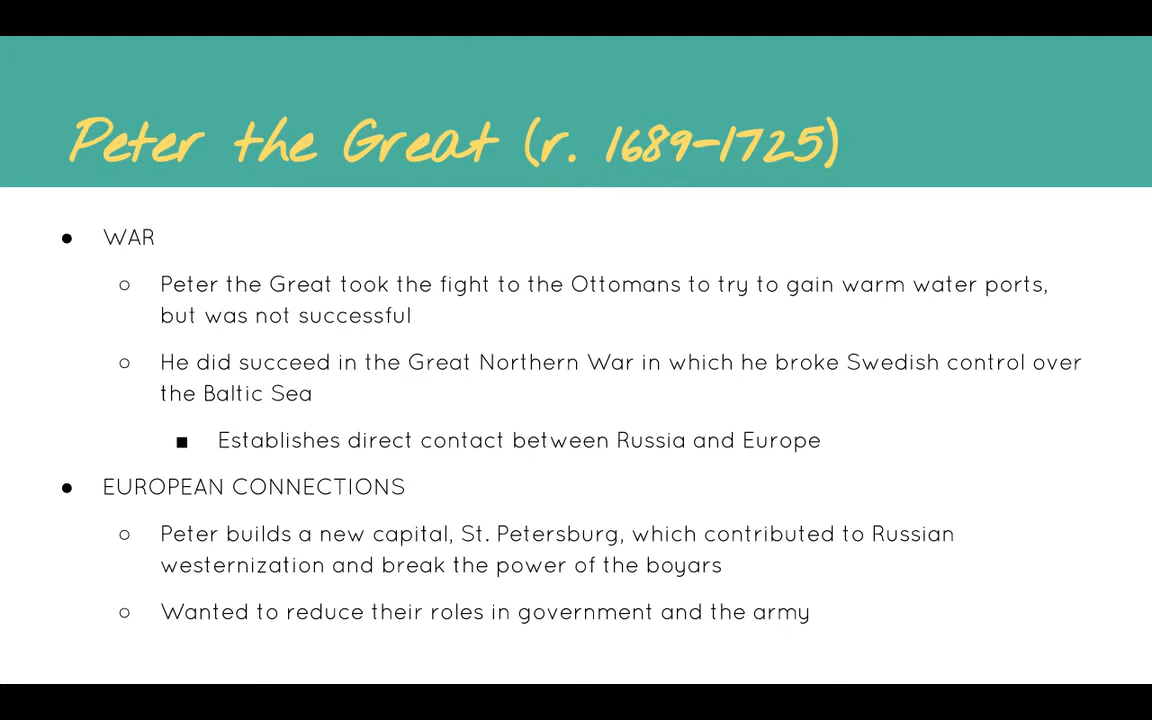 Peter the Great (r. 1689-1725)
● WAR
○ Peter the Great took the fight to the Ottomans to try to gain warm water ports,
but was not successful
○ He did succeed in the Great Northern War in which he broke Swedish control over
the Baltic Sea
■ Establishes direct contact between Russia and Europe
● EUROPEAN CONNECTIONS
○ Peter builds a new capital, St. Petersburg, which contributed to Russian
westernization and break the power of the boyars
○ Wanted to reduce their roles in government and the army